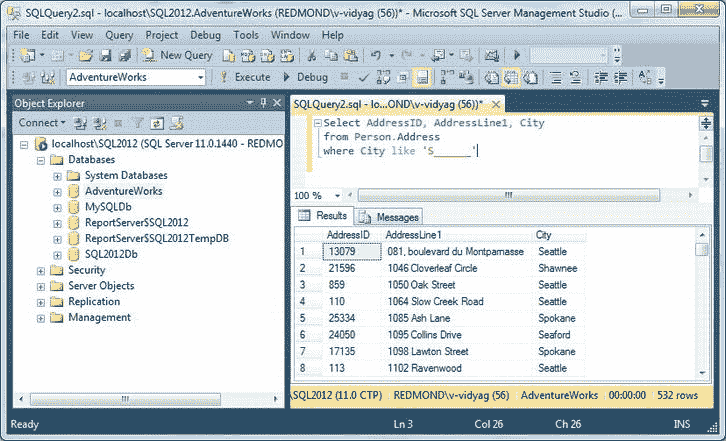 SQLQuery2.sql - localhost\SQL2012.AdventureWorks (REDMOND\v-vidyag (56))* - Microsoft SQL Server Management Studio (...
File Edit View Query Project Debug Tools Window Help
New Query
AdventureWorks Execute Debug
Object Explorer
Connect
localhost\SQL2012 (SQL Server 11.0.1440 - REDMO
Databases
System Databases
AdventureWorks
MySQLDb
ReportServer$SQL2012
ReportServer$SQL2012TempDB
SQL2012Db
Security
Server Objects
Replication
Management
SQLQuery2.sql - lo...OND\v-vidyag (56))*
Select AddressID, AddressLine1, City
from Person.Address
where City like 'S______'
100 %
Results Messages
AddressID AddressLine1 City
1 13079 081, boulevard du Montparnasse Seattle
2 21596 1046 Cloverleaf Circle Shawnee
3 859 1050 Oak Street Seattle
4 110 1064 Slow Creek Road Seattle
5 25334 1085 Ash Lane Spokane
6 24050 1095 Collins Drive Seaford
7 17135 1098 Lawton Street Spokane
8 113 1102 Ravenwood Seattle
\SQL2012 (11.0 CTP) REDMOND\v-vidyag (56) AdventureWorks 00:00:00 532 rows
Ready Ln 3 Col 26 Ch 26 INS